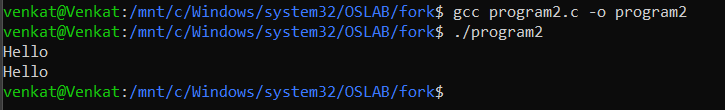 venkat@Venkat:/mnt/c/Windows/system32/OSLAB/fork$ gcc program2.c -o program2
venkat@Venkat:/mnt/c/Windows/system32/OSLAB/fork$ ./program2
Hello
Hello
venkat@Venkat:/mnt/c/Windows/system32/OSLAB/fork$